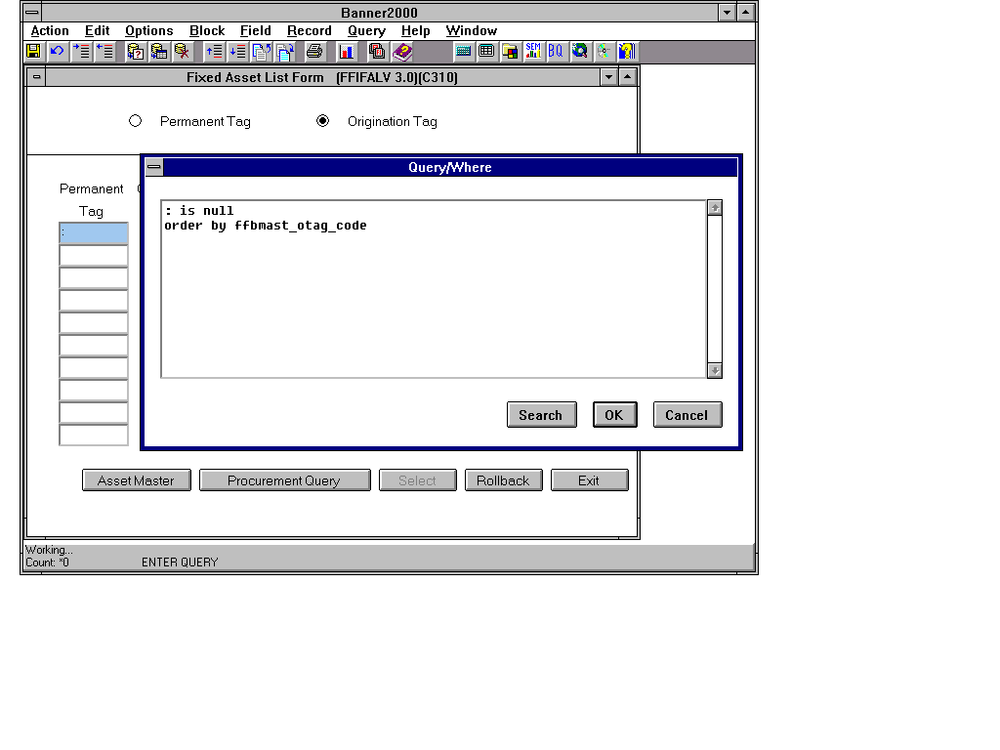 Banner2000
Action Edit Options Block Field Record Query Help Window
SEM BQ
Fixed Asset List Form (FFIFALV 3.0)(C310)
Permanent Tag Origination Tag
Query/Where
Permanent
Tag
:
: is null
order by ffbmast_otag_code
Search OK Cancel
Asset Master Procurement Query Select Rollback Exit
Working...
Count: *0 ENTER QUERY